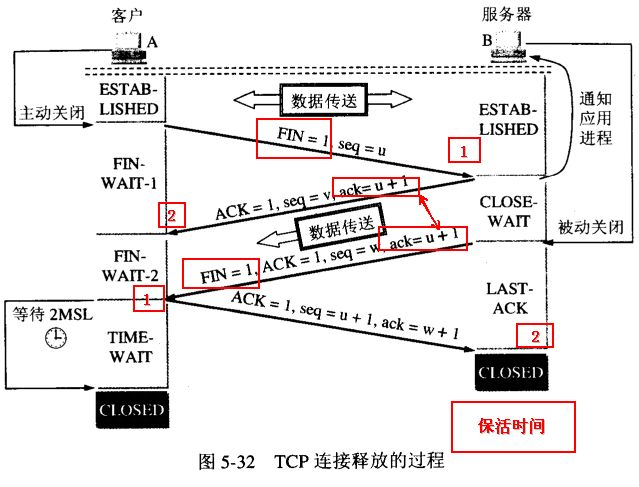 客户
服务器
A
B
ESTAB-
LISHED
数据传送
主动关闭
FIN = 1, seq = u
1
ESTAB-
LISHED
通知
应用
进程
FIN-
WAIT-1
ACK = 1, seq = v, ack= u + 1
2
CLOSE-
WAIT
数据传送
被动关闭
FIN-
WAIT-2
FIN = 1, ACK = 1, seq = w, ack= u + 1
1
ACK = 1, seq = u + 1, ack = w + 1
LAST-
ACK
2
等待 2MSL
TIME-
WAIT
CLOSED
CLOSED
保活时间
图 5-32 TCP 连接释放的过程